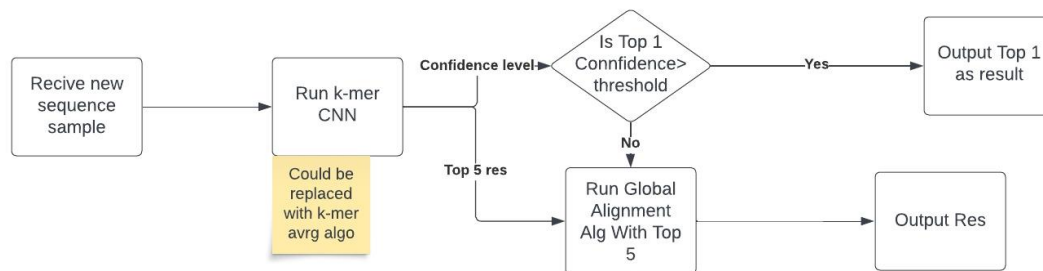 Recive new
sequence
sample
Run k-mer
CNN
Could be
replaced
with k-mer
avrg algo
Confidence level
Top 5 res
Is Top 1
Connfidence>
threshold
Yes
No
Output Top 1
as result
Run Global
Alignment
Alg With Top
5
Output Res